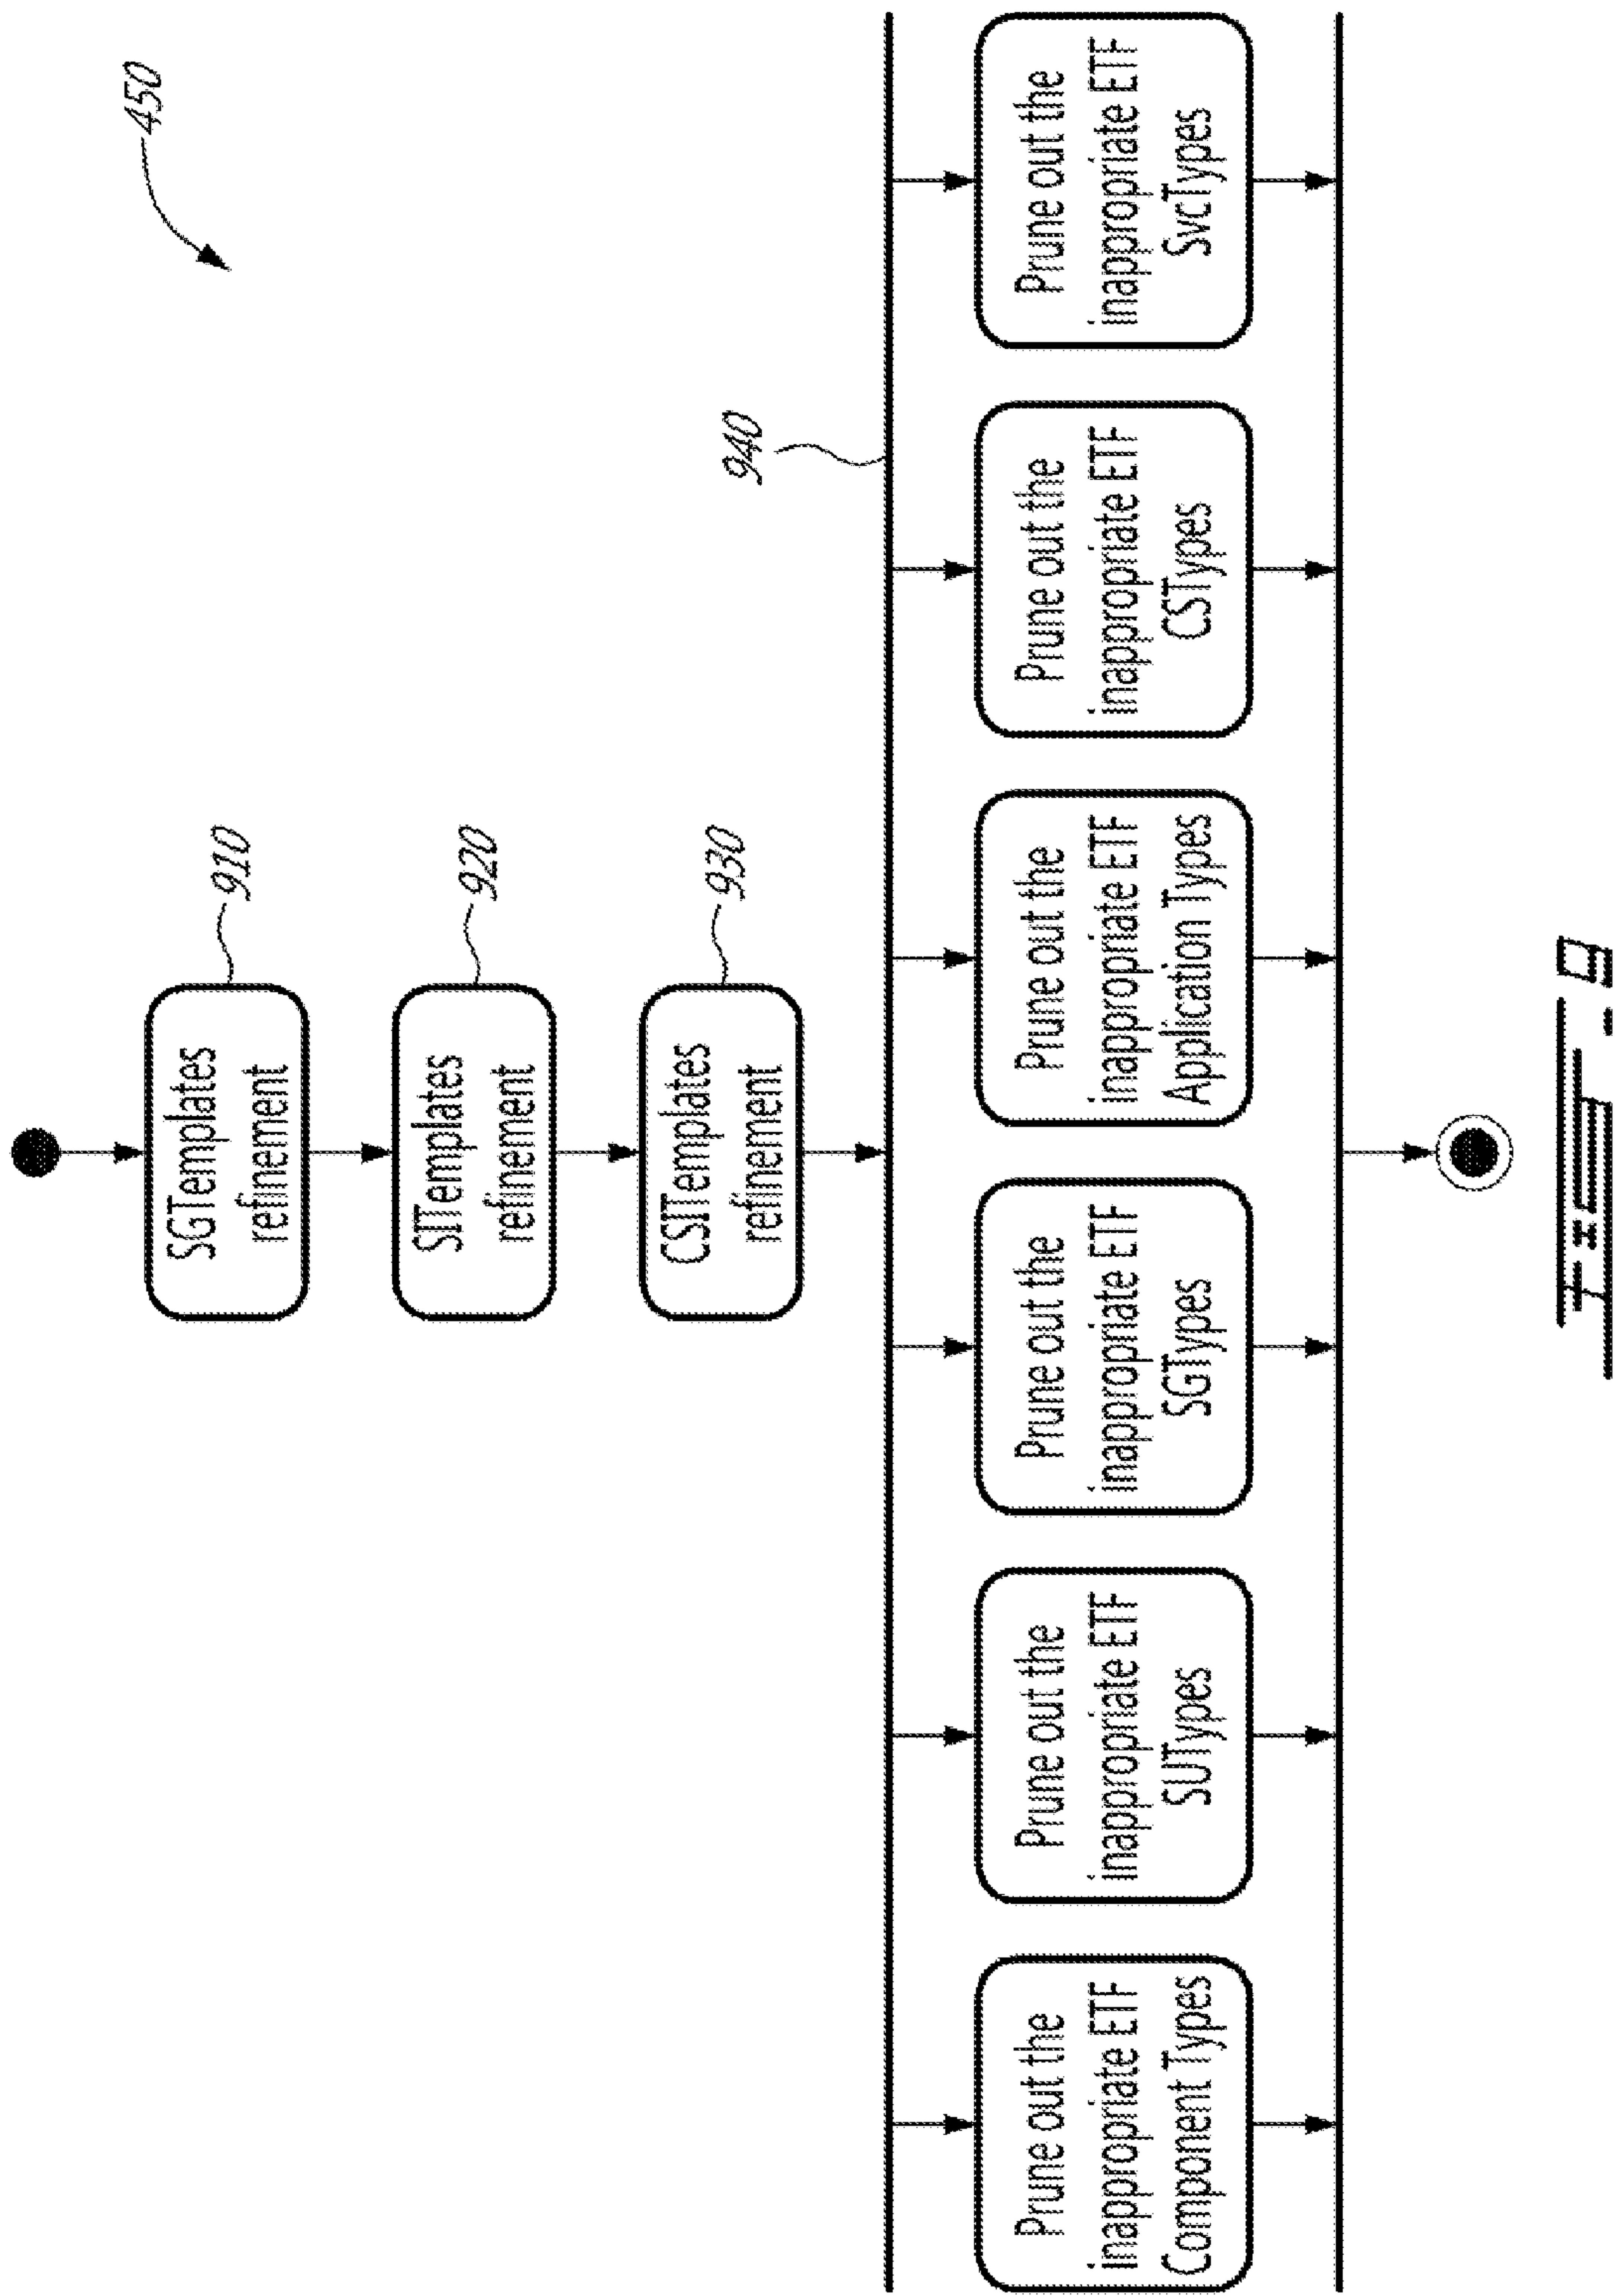 450
SGTemplates
refinement
910
SITemplates
refinement
920
CSITemplates
refinement
930
940
Prune out the
inappropriate ETF
Component Types
Prune out the
inappropriate ETF
SUTypes
Prune out the
inappropriate ETF
SGTypes
Prune out the
inappropriate ETF
Application Types
Prune out the
inappropriate ETF
CSTypes
Prune out the
inappropriate ETF
SvcTypes
FIG. 9